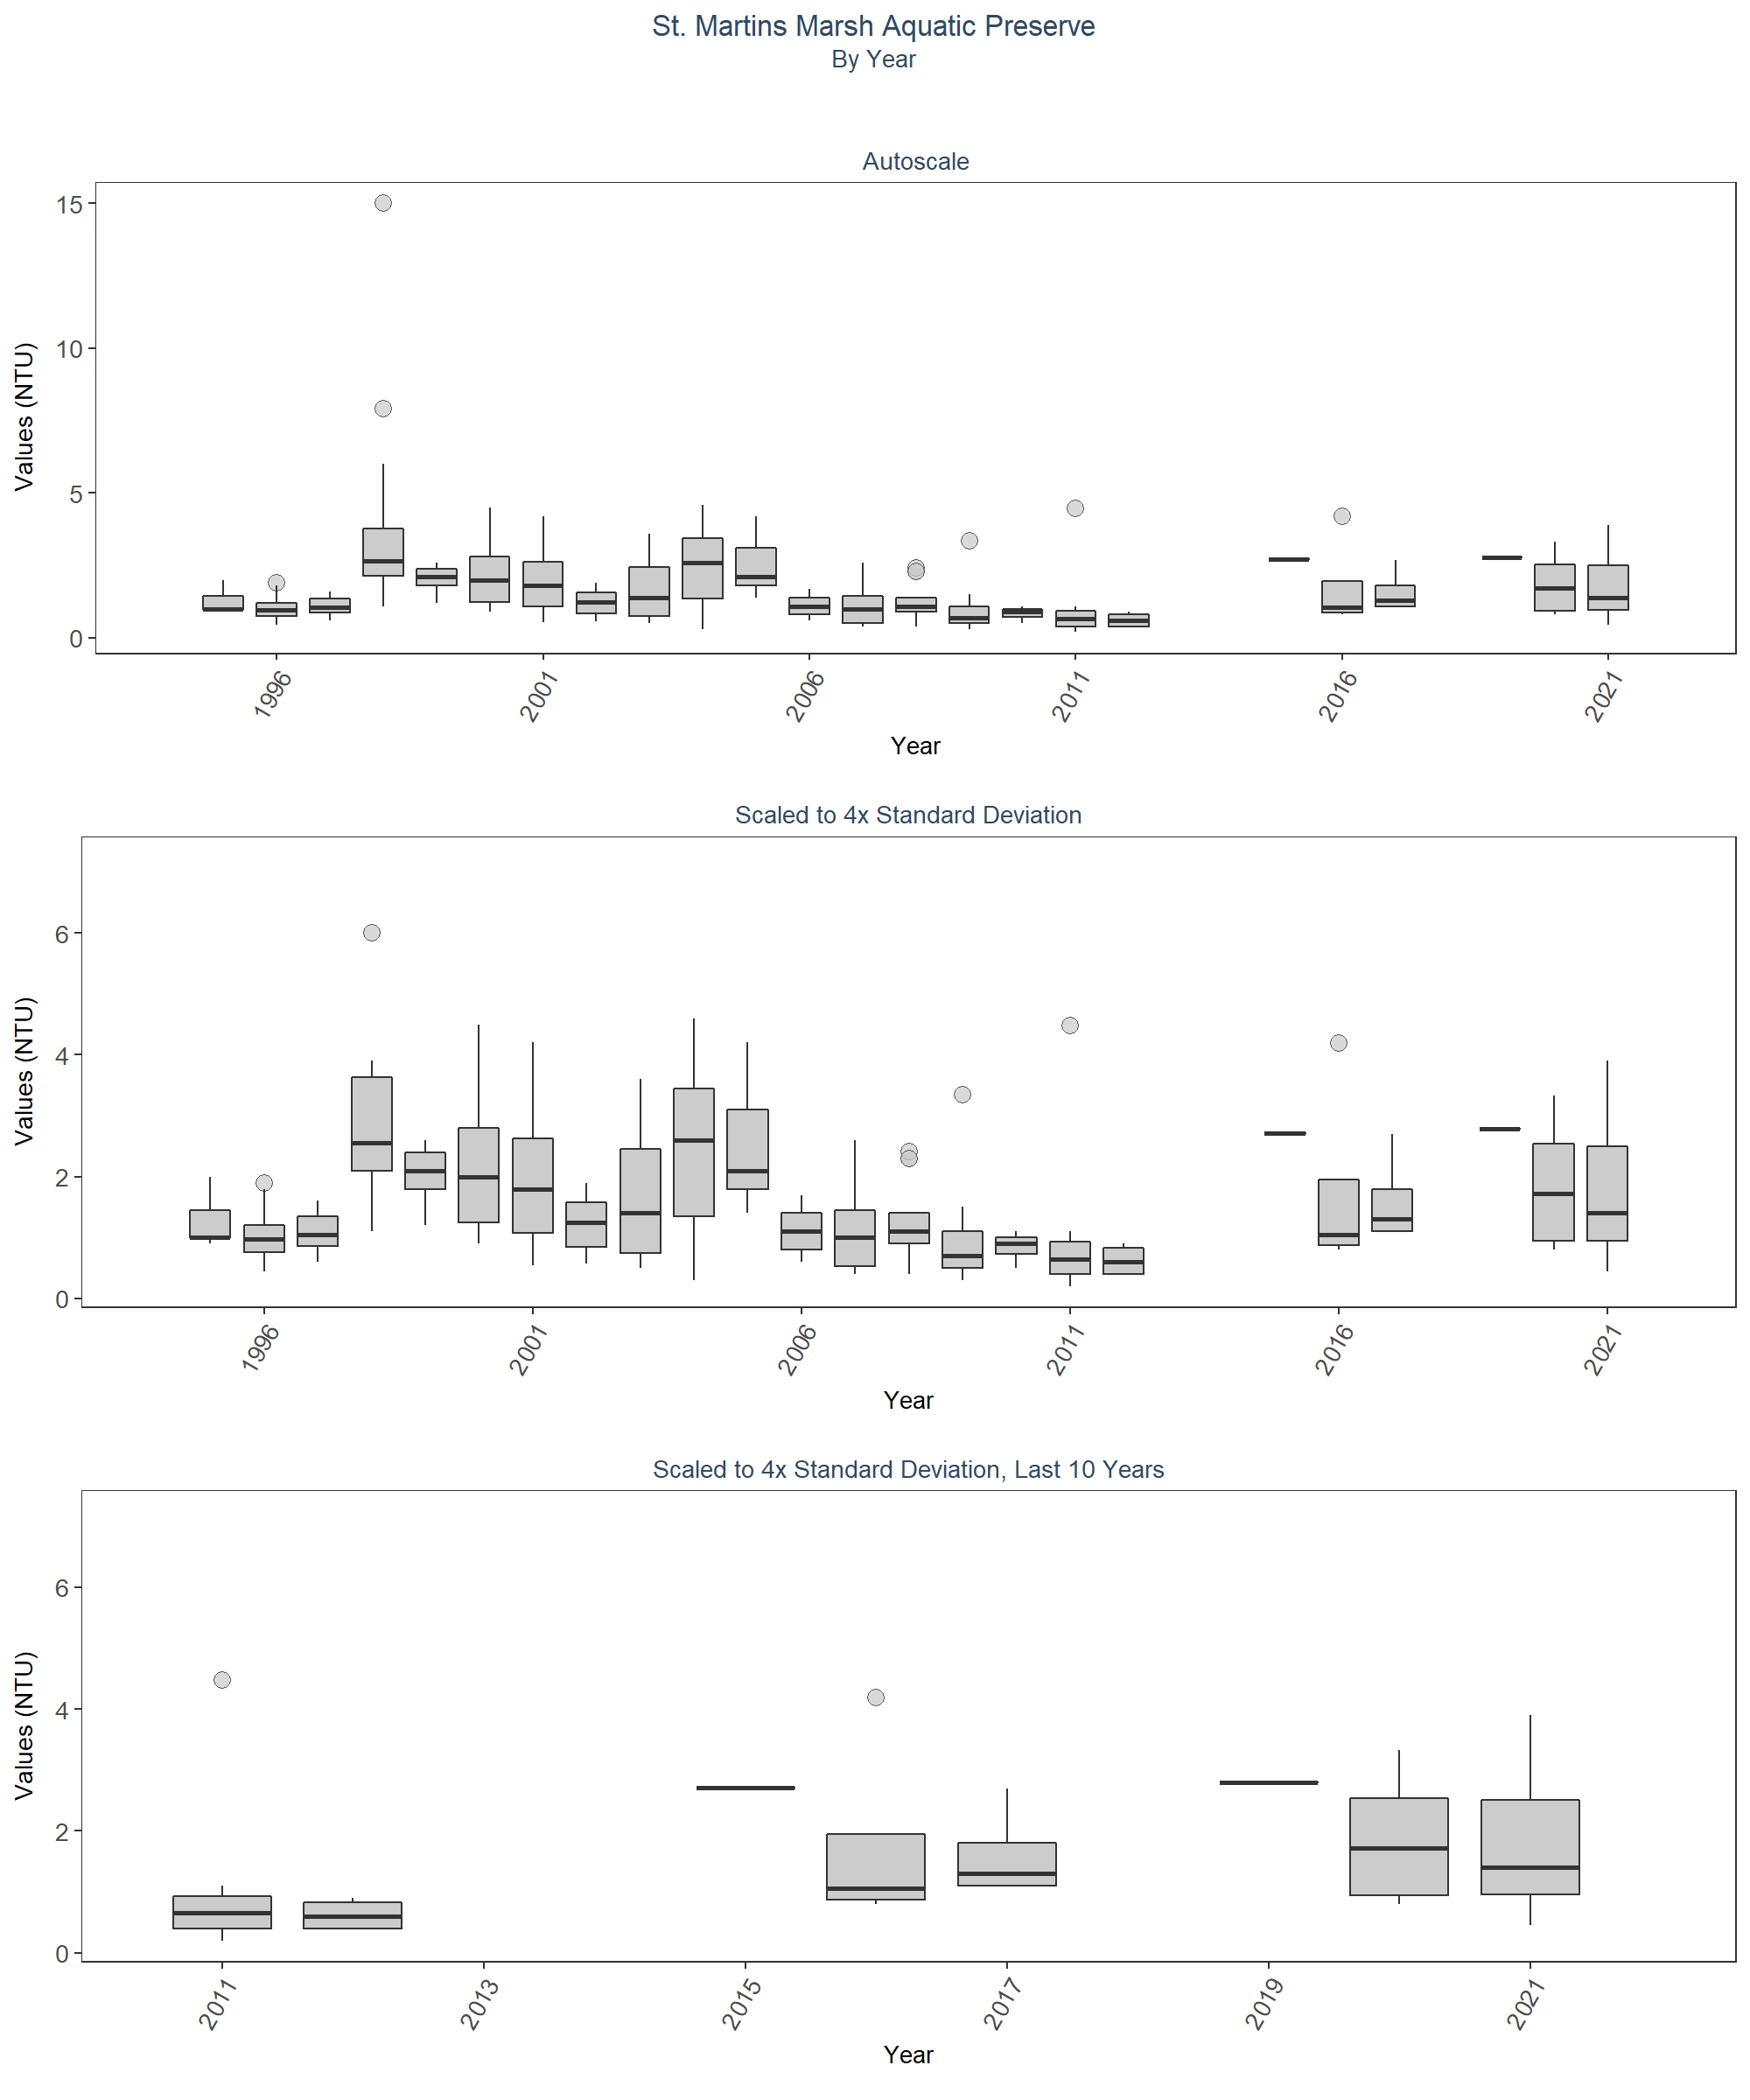 St. Martins Marsh Aquatic Preserve
By Year
Autoscale
Values (NTU)
15
10
5
0
1996
2001
2006
2011
2016
2021
Year
Scaled to 4x Standard Deviation
Values (NTU)
6
4
2
0
1996
2001
2006
2011
2016
2021
Year
Scaled to 4x Standard Deviation, Last 10 Years
Values (NTU)
6
4
2
0
2011
2013
2015
2017
2019
2021
Year